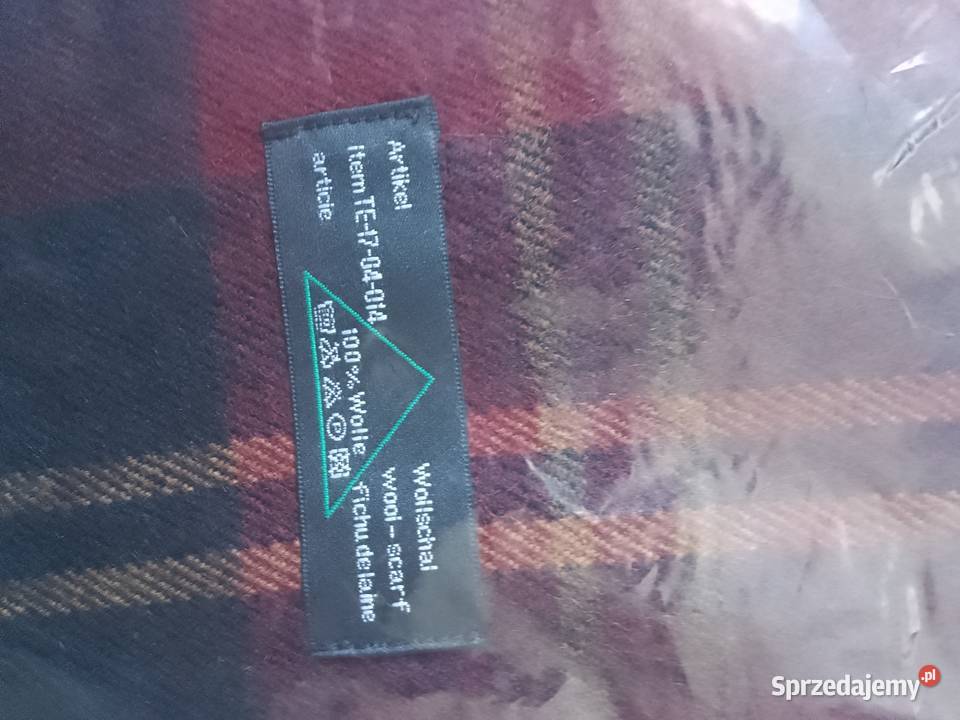 Artikel
Item TE-17-04-014
article
100% Wolle
Wollschal
wool-scarf
fichu de laine
Sprzedajemy.pl